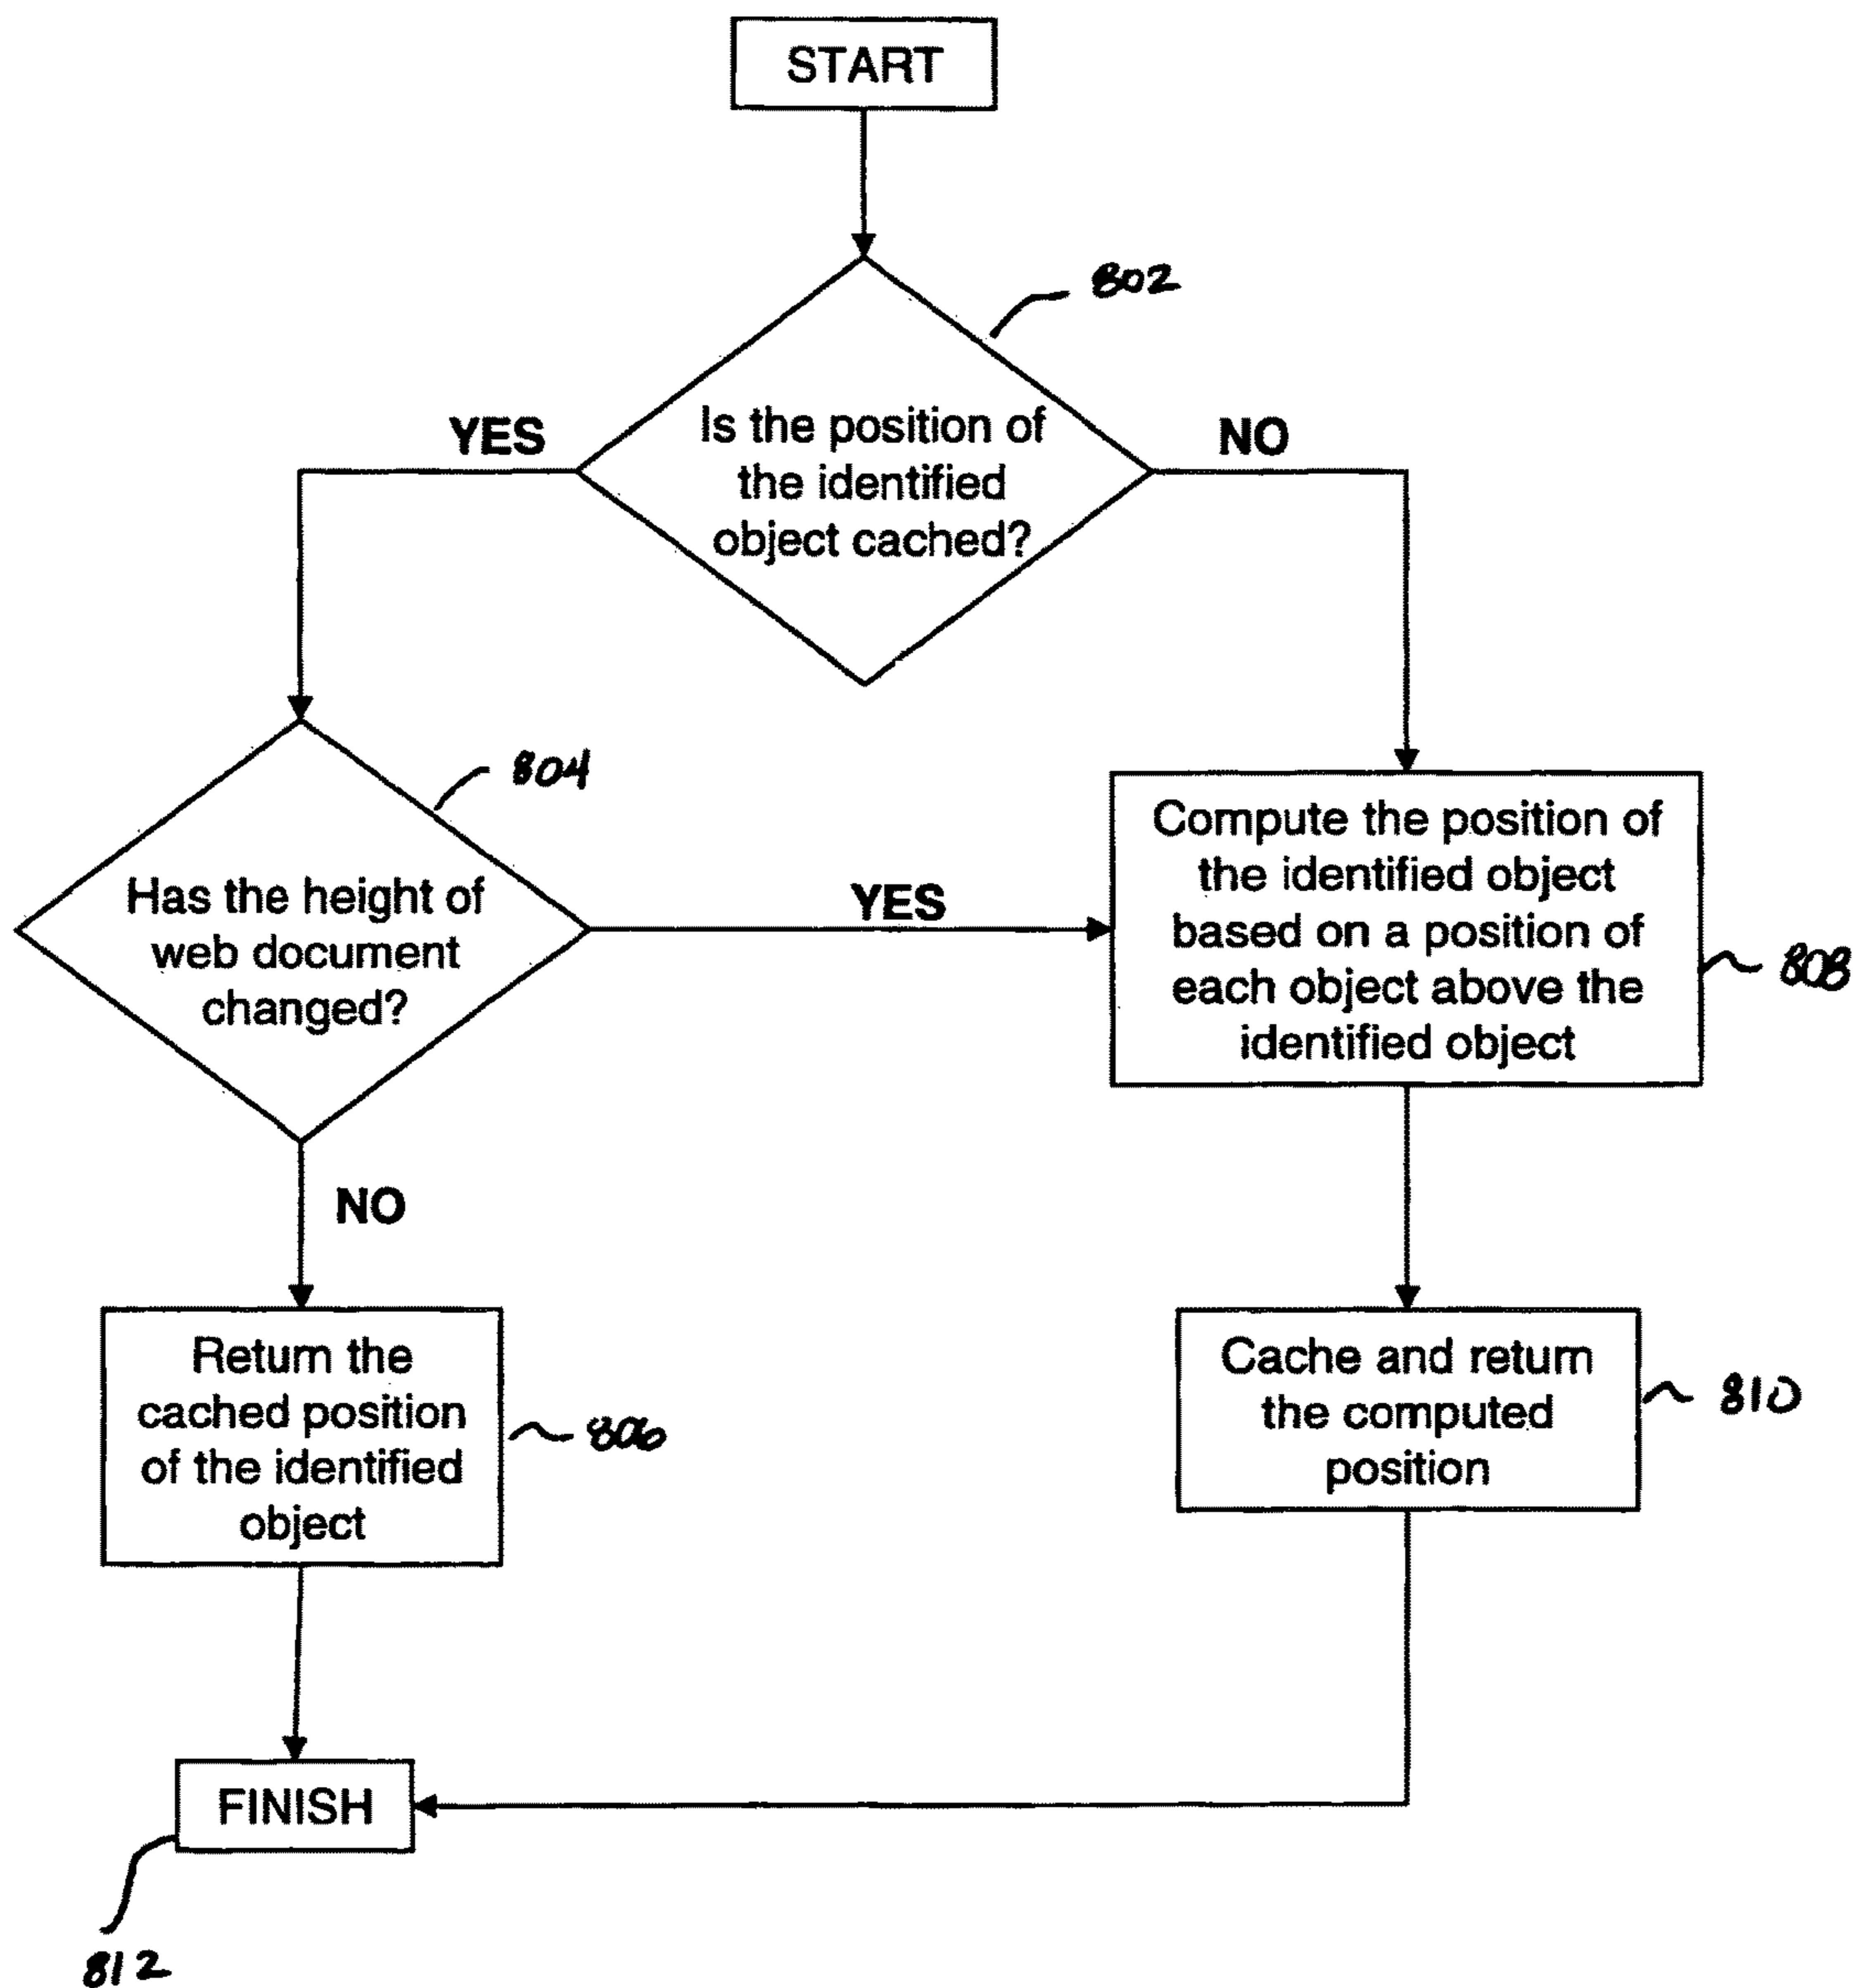 START
802
YES
NO
Is the position of
the identified
object cached?
804
Has the height of
web document
changed?
YES
Compute the position of
the identified object
based on a position of
each object above the
identified object
808
NO
Return the
cached position
of the identified
object
806
Cache and return
the computed
position
810
FINISH
812